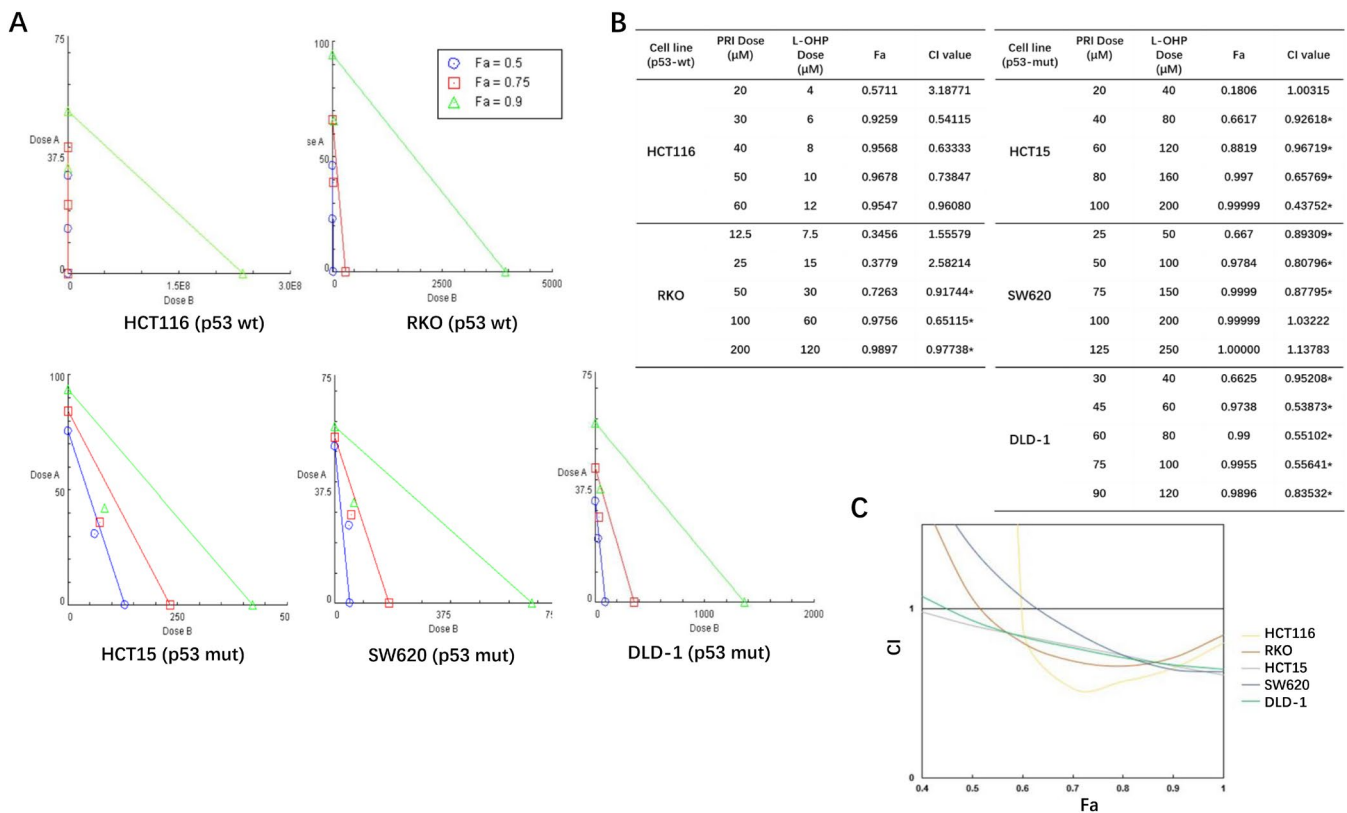 A
75
Dose A
37.5
0
0
1.5E8
3.0E8
Dose B
HCT116 (p53 wt)
100
se A
50
0
0
2500
5000
Dose B
RKO (p53 wt)
Fa = 0.5
Fa = 0.75
Fa = 0.9
100
Dose A
50
0
0
250
50
Dose B
HCT15 (p53 mut)
75
Dose A
37.5
0
0
375
75
Dose B
SW620 (p53 mut)
75
Dose A
37.5
0
0
1000
2000
Dose B
DLD-1 (p53 mut)
B
Cell line (p53-wt) PRI Dose (μM) L-OHP Dose (μM) Fa CI value
HCT116
20 4 0.5711 3.18771
30 6 0.9259 0.54115
40 8 0.9568 0.63333
50 10 0.9678 0.73847
60 12 0.9547 0.96080
RKO
12.5 7.5 0.3456 1.55579
25 15 0.3779 2.58214
50 30 0.7263 0.91744*
100 60 0.9756 0.65115*
200 120 0.9897 0.97738*
Cell line (p53-mut) PRI Dose (μM) L-OHP Dose (μM) Fa CI value
HCT15
20 40 0.1806 1.00315
40 80 0.6617 0.92618*
60 120 0.8819 0.96719*
80 160 0.997 0.65769*
100 200 0.99999 0.43752*
SW620
25 50 0.667 0.89309*
50 100 0.9784 0.80796*
75 150 0.9999 0.87795*
100 200 0.99999 1.03222
125 250 1.00000 1.13783
DLD-1
30 40 0.6625 0.95208*
45 60 0.9738 0.53873*
60 80 0.99 0.55102*
75 100 0.9955 0.55641*
90 120 0.9896 0.83532*
C
CI
1
0
0.4
0.5
0.6
0.7
0.8
0.9
1
Fa
HCT116
RKO
HCT15
SW620
DLD-1